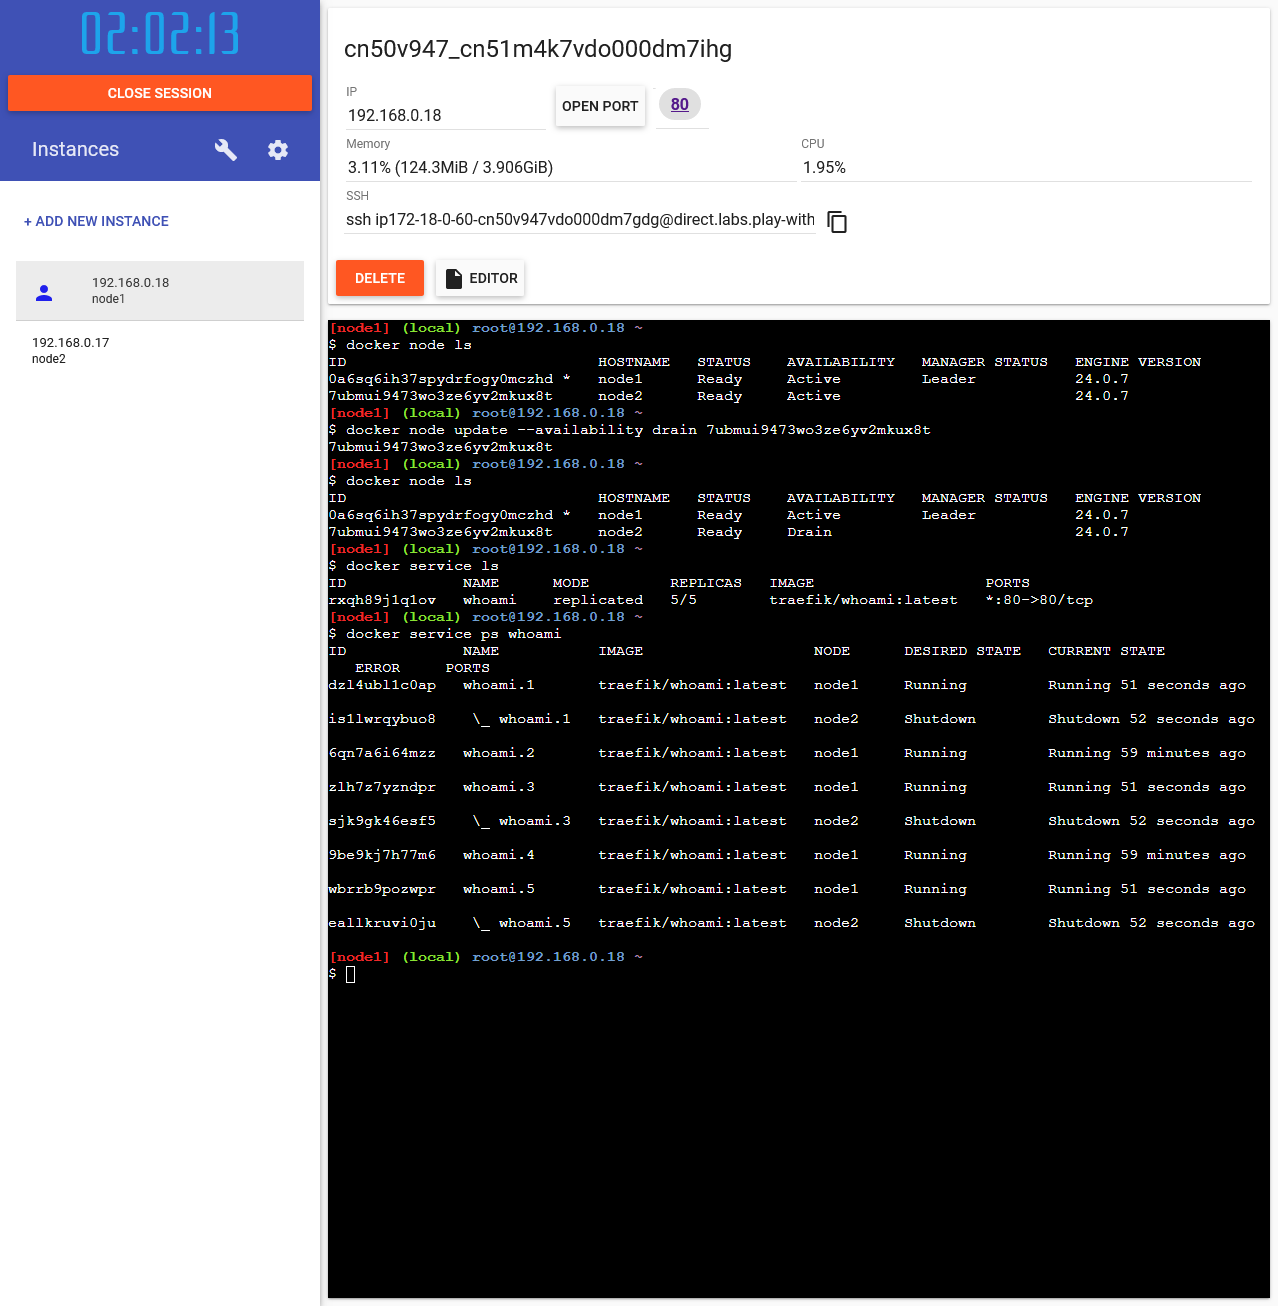 02:02:13
CLOSE SESSION
Instances
+ ADD NEW INSTANCE
192.168.0.18
node1
192.168.0.17
node2
cn50v947_cn51m4k7vdo000dm7ihg
IP
192.168.0.18
OPEN PORT
80
Memory
3.11% (124.3MiB / 3.906GiB)
CPU
1.95%
SSH
ssh ip172-18-0-60-cn50v947vdo000dm7gdg@direct.labs.play-with
DELETE
EDITOR
[node1] (local) root@192.168.0.18 ~
$ docker node ls
ID HOSTNAME STATUS AVAILABILITY MANAGER STATUS ENGINE VERSION
0a6sq6ih37spydrfogy0mczhd * node1 Ready Active Leader 24.0.7
7ubmui9473wo3ze6yv2mkux8t node2 Ready Active 24.0.7
[node1] (local) root@192.168.0.18 ~
$ docker node update --availability drain 7ubmui9473wo3ze6yv2mkux8t
7ubmui9473wo3ze6yv2mkux8t
[node1] (local) root@192.168.0.18 ~
$ docker node ls
ID HOSTNAME STATUS AVAILABILITY MANAGER STATUS ENGINE VERSION
0a6sq6ih37spydrfogy0mczhd * node1 Ready Active Leader 24.0.7
7ubmui9473wo3ze6yv2mkux8t node2 Ready Drain 24.0.7
[node1] (local) root@192.168.0.18 ~
$ docker service ls
ID NAME MODE REPLICAS IMAGE PORTS
rxqh89j1q1ov whoami replicated 5/5 traefik/whoami:latest *:80->80/tcp
[node1] (local) root@192.168.0.18 ~
$ docker service ps whoami
ID NAME IMAGE NODE DESIRED STATE CURRENT STATE
ERROR PORTS
dzl4ubl1c0ap whoami.1 traefik/whoami:latest node1 Running Running 51 seconds ago
is1lwrqybuo8 \_ whoami.1 traefik/whoami:latest node2 Shutdown Shutdown 52 seconds ago
6qn7a6i64mzz whoami.2 traefik/whoami:latest node1 Running Running 59 minutes ago
zlh7z7yzndpr whoami.3 traefik/whoami:latest node1 Running Running 51 seconds ago
sjk9gk46esf5 \_ whoami.3 traefik/whoami:latest node2 Shutdown Shutdown 52 seconds ago
9be9kj7h77m6 whoami.4 traefik/whoami:latest node1 Running Running 59 minutes ago
wbrrb9pozwpr whoami.5 traefik/whoami:latest node1 Running Running 51 seconds ago
eallkruvi0ju \_ whoami.5 traefik/whoami:latest node2 Shutdown Shutdown 52 seconds ago
[node1] (local) root@192.168.0.18 ~
$